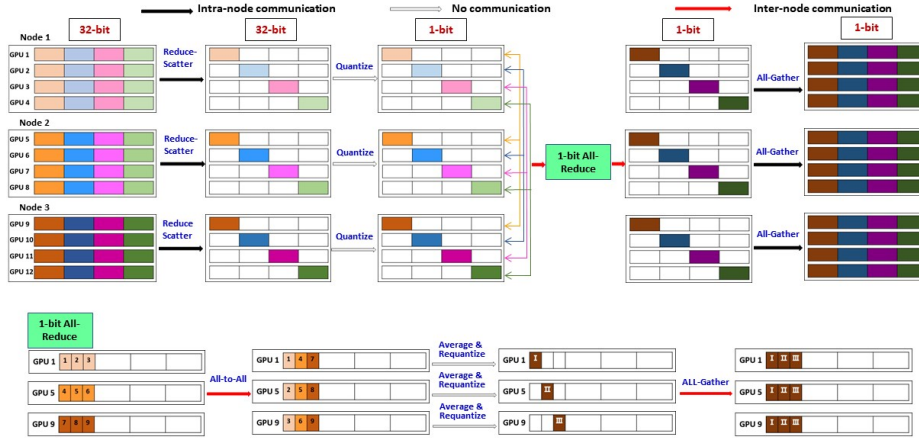 Intra-node communication
No communication
Inter-node communication
32-bit
32-bit
1-bit
1-bit
1-bit
Node 1
GPU 1
GPU 2
GPU 3
GPU 4
Reduce-
Scatter
Quantize
All-Gather
Node 2
GPU 5
GPU 6
GPU 7
GPU 8
Reduce-
Scatter
Quantize
1-bit All-
Reduce
All-Gather
Node 3
GPU 9
GPU 10
GPU 11
GPU 12
Reduce
Scatter
Quantize
All-Gather
1-bit All-
Reduce
GPU 1
1 2 3
GPU 1
1 4 7
Average &
Requantize
GPU 1
I
GPU 1
I II III
GPU 5
4 5 6
All-to-All
GPU 5
2 5 8
Average &
Requantize
GPU 5
II
ALL-Gather
GPU 5
I II III
GPU 9
7 8 9
GPU 9
3 6 9
Average &
Requantize
GPU 9
III
GPU 9
I II III